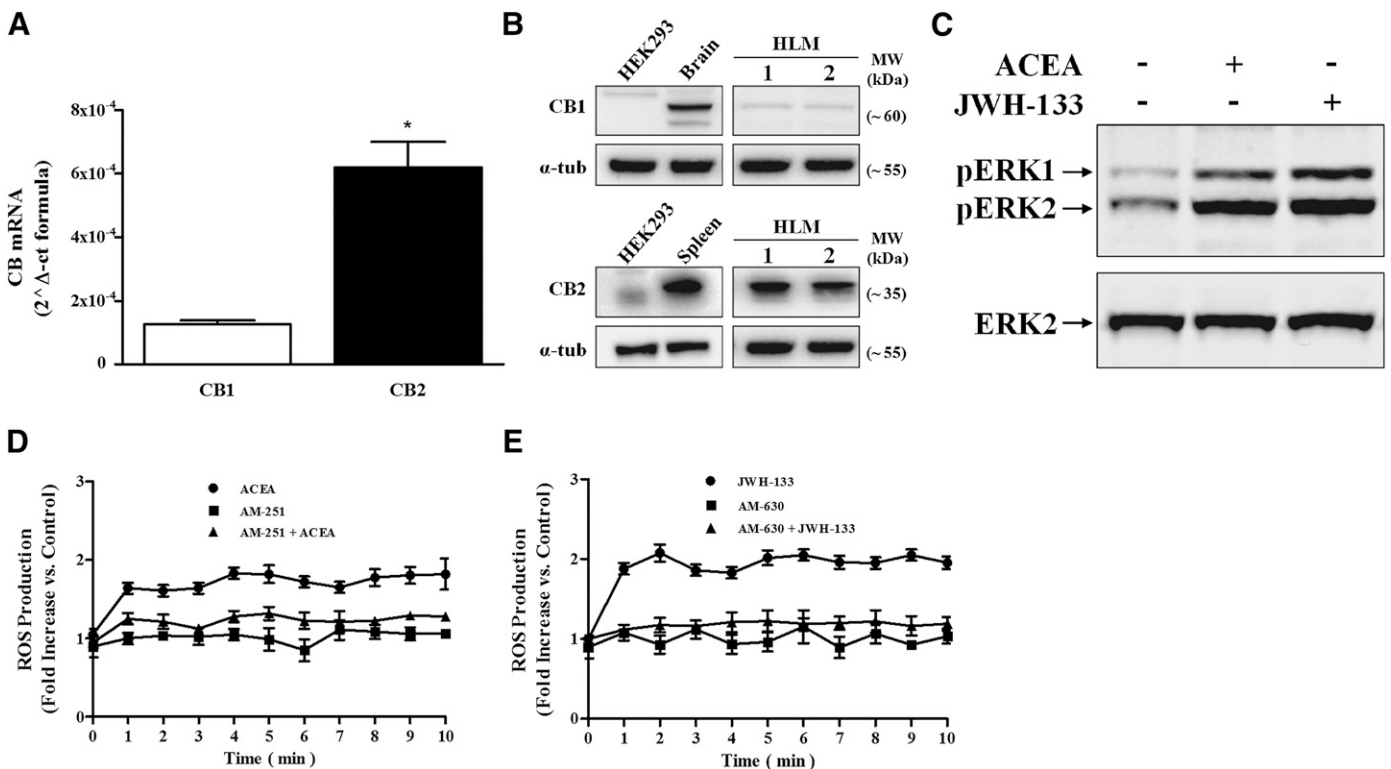 A
CB mRNA
(2^ Δ-ct formula)
8x10-4
6x10-4
4x10-4
2x10-4
0
*
CB1
CB2
B
HEK293
Brain
HLM
1 2
MW
(kDa)
CB1
(~ 60)
α-tub
(~ 55)
HEK293
Spleen
HLM
1 2
MW
(kDa)
CB2
(~ 35)
α-tub
(~ 55)
C
ACEA - + -
JWH-133 - - +
pERK1
pERK2
ERK2
D
ROS Production
(Fold Increase vs. Control)
3
2
1
0
ACEA
AM-251
AM-251 + ACEA
0 1 2 3 4 5 6 7 8 9 10
Time ( min )
E
ROS Production
(Fold Increase vs. Control)
3
2
1
0
JWH-133
AM-630
AM-630 + JWH-133
0 1 2 3 4 5 6 7 8 9 10
Time ( min )